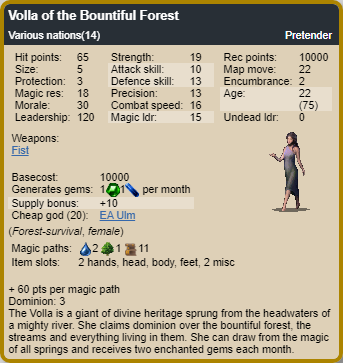 Volla of the Bountiful Forest
Various nations(14) Pretender
Hit points: 65 Strength: 19 Rec points: 10000
Size: 5 Attack skill: 10 Map move: 22
Protection: 3 Defence skill: 13 Encumbrance: 2
Magic res: 18 Precision: 13 Age: 22
Morale: 30 Combat speed: 16 (75)
Leadership: 120 Magic ldr: 15 Undead ldr: 0
Weapons:
Fist
Basecost: 10000
Generates gems: 1 1 per month
Supply bonus: +10
Cheap god (20): EA Ulm
(Forest-survival, female)
Magic paths: 2 1 11
Item slots: 2 hands, head, body, feet, 2 misc
+ 60 pts per magic path
Dominion: 3
The Volla is a giant of divine heritage sprung from the headwaters of
a mighty river. She claims dominion over the bountiful forest, the
streams and everything living in them. She can draw from the magic
of all springs and receives two enchanted gems each month.